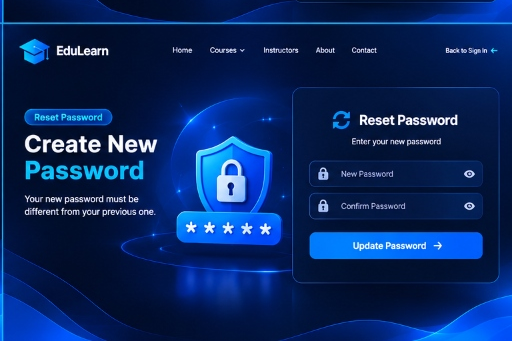 EduLearn
Home
Courses
Instructors
About
Contact
Back to Sign In
Reset Password
Create New
Password
Your new password must be
different from your previous one.
*****
Reset Password
Enter your new password
New Password
Confirm Password
Update Password